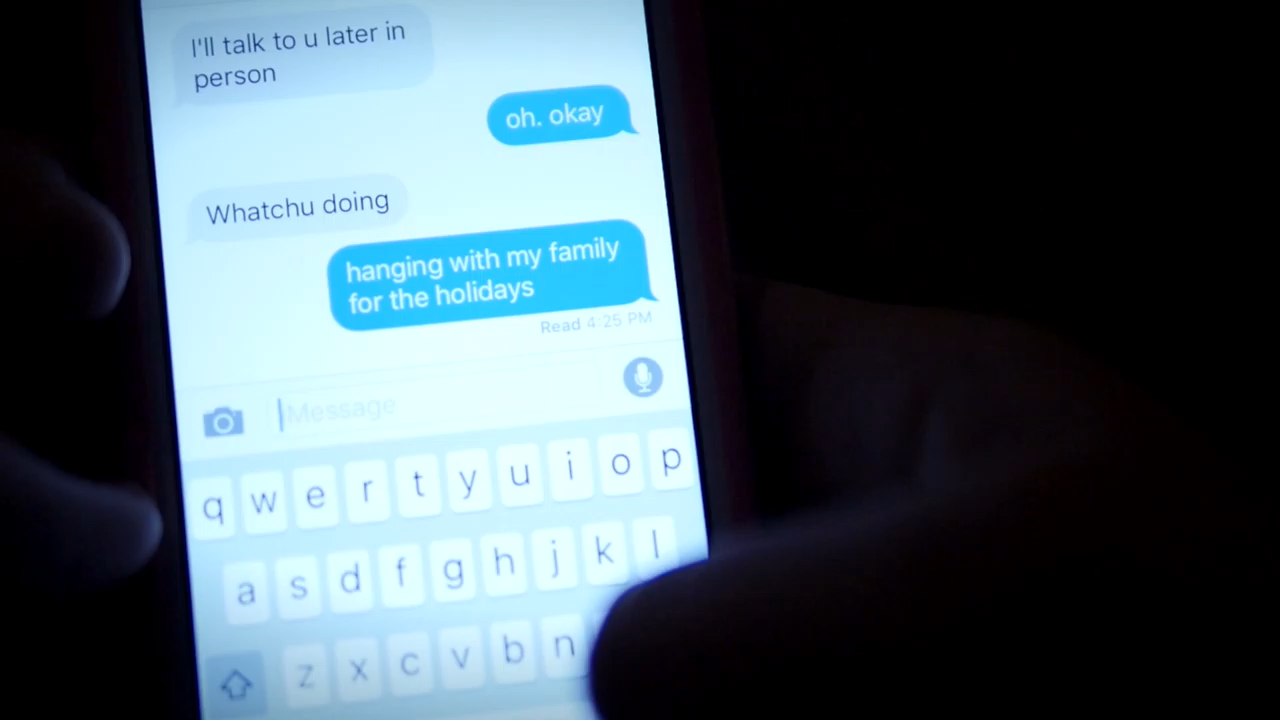 I'll talk to u later in
person
oh. okay
Whatchu doing
hanging with my family
for the holidays
Read 4:25 PM
Message
q w e r t y u i o p
a s d f g h j k l
z x c v b n